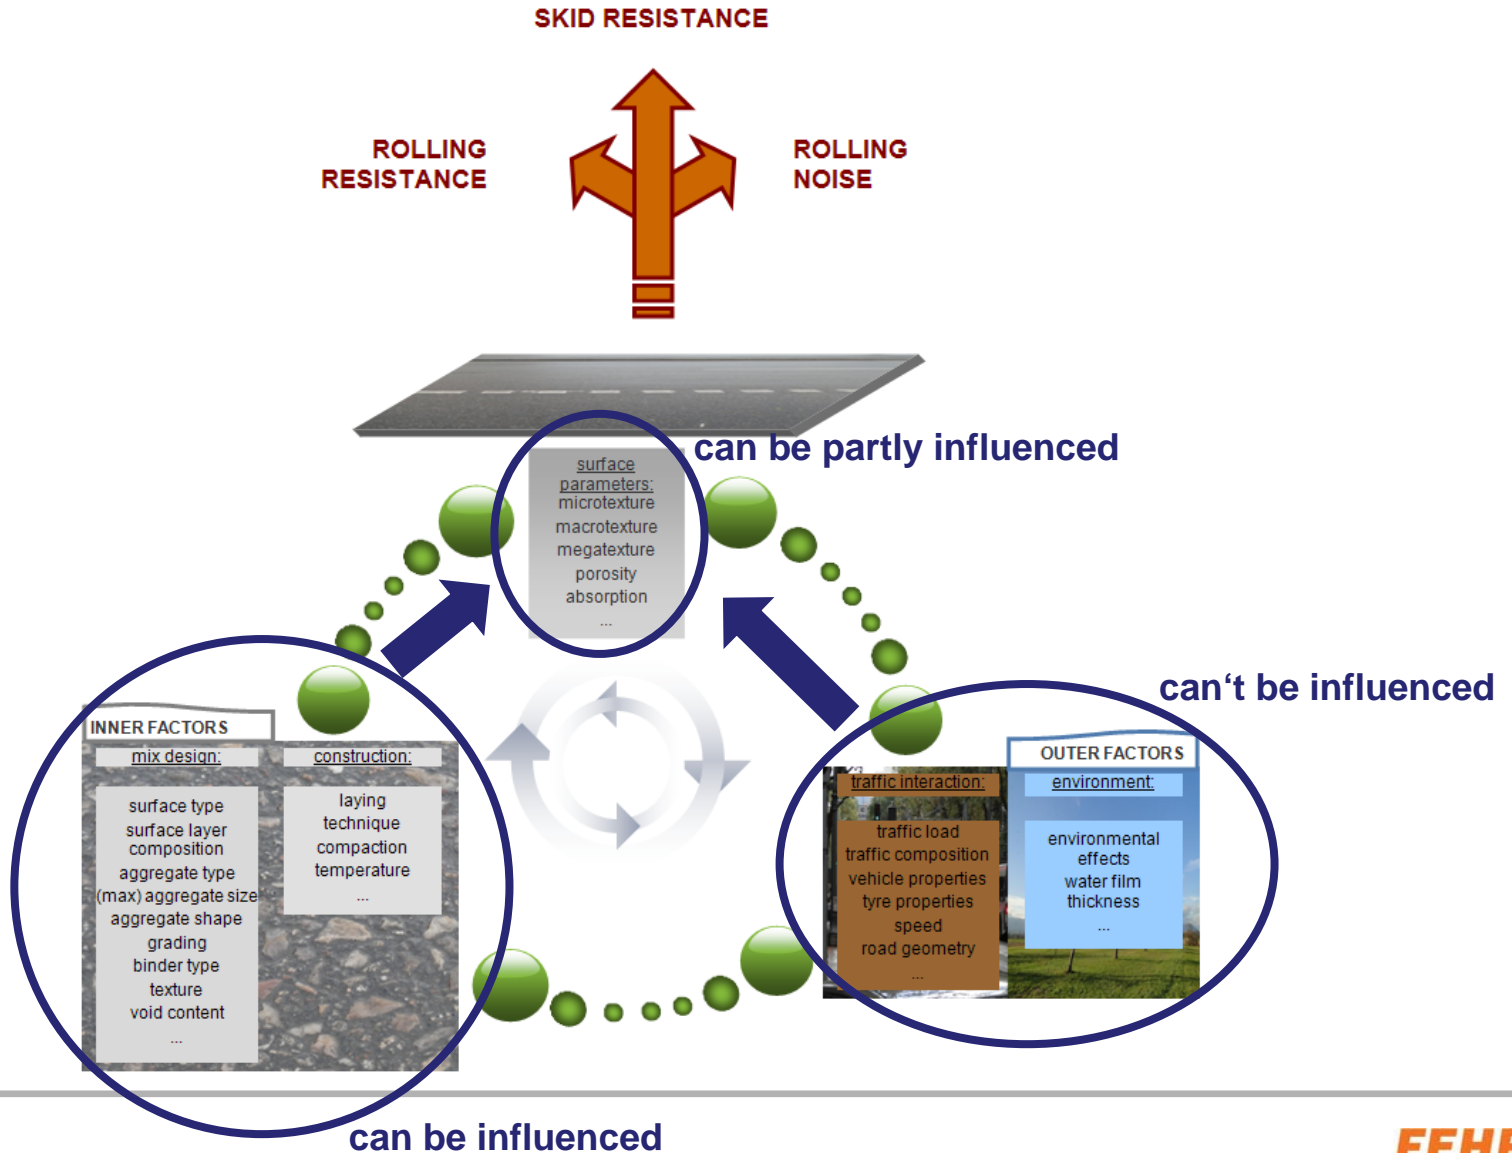 SKID RESISTANCE
ROLLING
RESISTANCE
ROLLING
NOISE
can be partly influenced
surface
parameters:
microtexture
macrotexture
megatexture
porosity
absorption
...
can't be influenced
INNER FACTORS
mix design:
surface type
surface layer
composition
aggregate type
(max) aggregate size
aggregate shape
grading
binder type
texture
void content
...
construction:
laying
technique
compaction
temperature
...
OUTER FACTORS
traffic interaction:
traffic load
traffic composition
vehicle properties
tyre properties
speed
road geometry
...
environment:
environmental
effects
water film
thickness
...
can be influenced